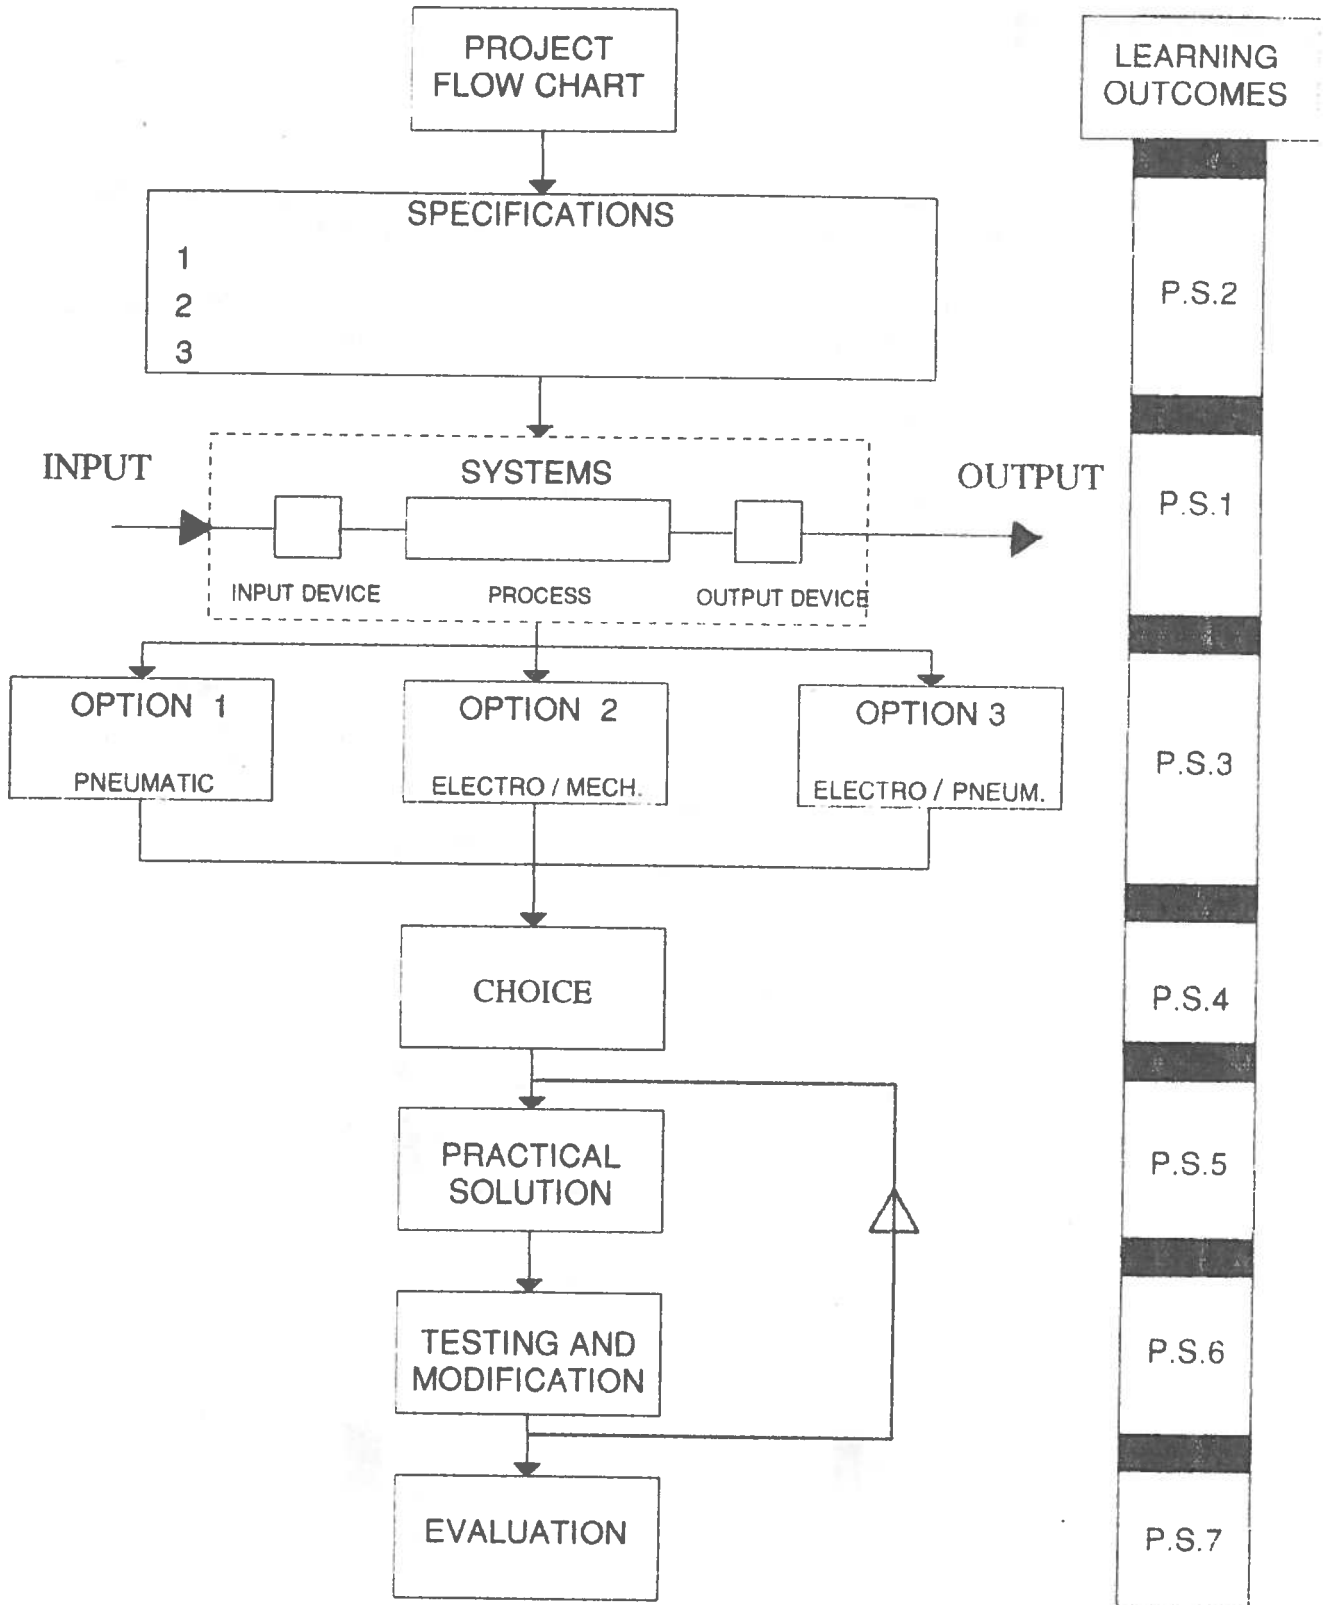 PROJECT
FLOW CHART
LEARNING
OUTCOMES
SPECIFICATIONS
1
2
3
P.S.2
INPUT
SYSTEMS
OUTPUT
INPUT DEVICE
PROCESS
OUTPUT DEVICE
P.S.1
OPTION 1
PNEUMATIC
OPTION 2
ELECTRO / MECH.
OPTION 3
ELECTRO / PNEUM.
P.S.3
CHOICE
P.S.4
PRACTICAL
SOLUTION
P.S.5
TESTING AND
MODIFICATION
P.S.6
EVALUATION
P.S.7